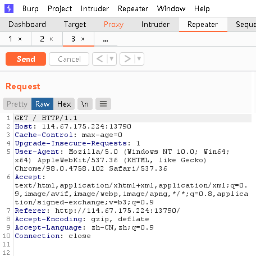 Burp Project Intruder Repeater Window Help
Dashboard Target Proxy Intruder Repeater Seque
1 × 2 × 3 × ...
Send Cancel < >
Request
Pretty Raw Hex \n
1 GET / HTTP/1.1
2 Host: 114.67.175.224:13790
3 Cache-Control: max-age=0
4 Upgrade-Insecure-Requests: 1
5 User-Agent: Mozilla/5.0 (Windows NT 10.0; Win64;
x64) AppleWebKit/537.36 (KHTML, like Gecko)
Chrome/98.0.4758.102 Safari/537.36
6 Accept:
text/html,application/xhtml+xml,application/xml;q=0.
9,image/avif,image/webp,image/apng,*/*;q=0.8,applica
tion/signed-exchange;v=b3;q=0.9
7 Referer: http://114.67.175.224:13790/
8 Accept-Encoding: gzip, deflate
9 Accept-Language: zh-CN,zh;q=0.9
10 Connection: close
11
12